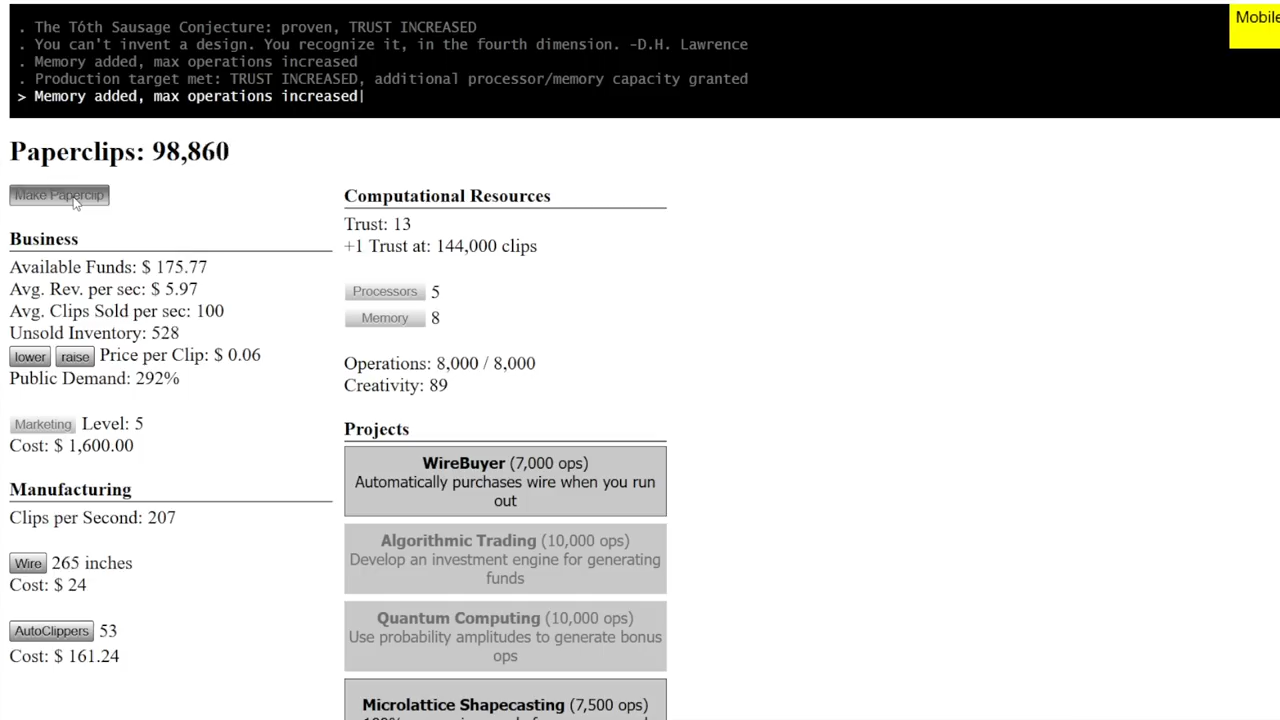 . The Tóth Sausage Conjecture: proven, TRUST INCREASED
. You can't invent a design. You recognize it, in the fourth dimension. -D.H. Lawrence
. Memory added, max operations increased
. Production target met: TRUST INCREASED, additional processor/memory capacity granted
> Memory added, max operations increased|
Mobile
Paperclips: 98,860
Make Paperclip
Business
Available Funds: $ 175.77
Avg. Rev. per sec: $ 5.97
Avg. Clips Sold per sec: 100
Unsold Inventory: 528
lower raise Price per Clip: $ 0.06
Public Demand: 292%
Marketing Level: 5
Cost: $ 1,600.00
Manufacturing
Clips per Second: 207
Wire 265 inches
Cost: $ 24
AutoClippers 53
Cost: $ 161.24
Computational Resources
Trust: 13
+1 Trust at: 144,000 clips
Processors 5
Memory 8
Operations: 8,000 / 8,000
Creativity: 89
Projects
WireBuyer (7,000 ops)
Automatically purchases wire when you run
out
Algorithmic Trading (10,000 ops)
Develop an investment engine for generating
funds
Quantum Computing (10,000 ops)
Use probability amplitudes to generate bonus
ops
Microlattice Shapecasting (7,500 ops)